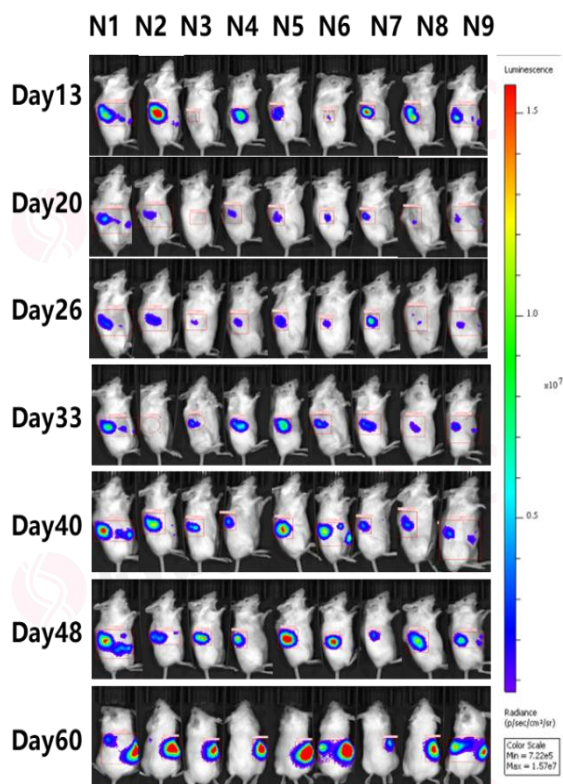 N1 N2 N3 N4 N5 N6 N7 N8 N9
Luminescence
Day13
1.5
Day20
Day26
1.0
x10⁷
Day33
Day40
0.5
Day48
Day60
Radiance
(p/sec/cm²/sr)
Color Scale
Min = 7.22e5
Max = 1.57e7